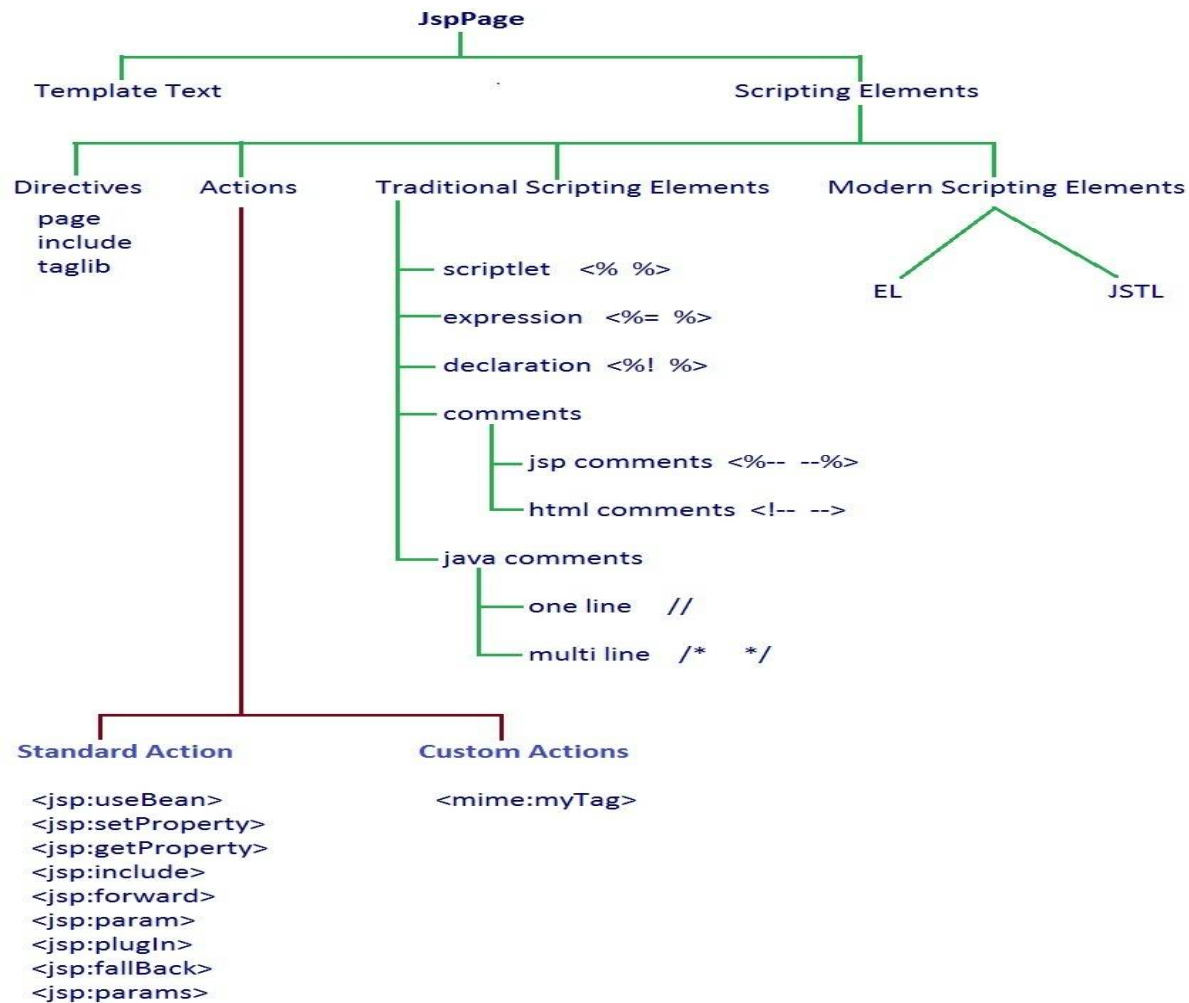 JspPage
Template Text
Scripting Elements
Directives
Actions
Traditional Scripting Elements
Modern Scripting Elements
page
include
taglib
scriptlet <% %>
expression <%= %>
declaration <%! %>
comments
jsp comments <%-- --%>
html comments <!-- -->
java comments
one line //
multi line /* */
EL
JSTL
Standard Action
Custom Actions
<jsp:useBean>
<jsp:setProperty>
<jsp:getProperty>
<jsp:include>
<jsp:forward>
<jsp:param>
<jsp:plugIn>
<jsp:fallBack>
<jsp:params>
<mime:myTag>